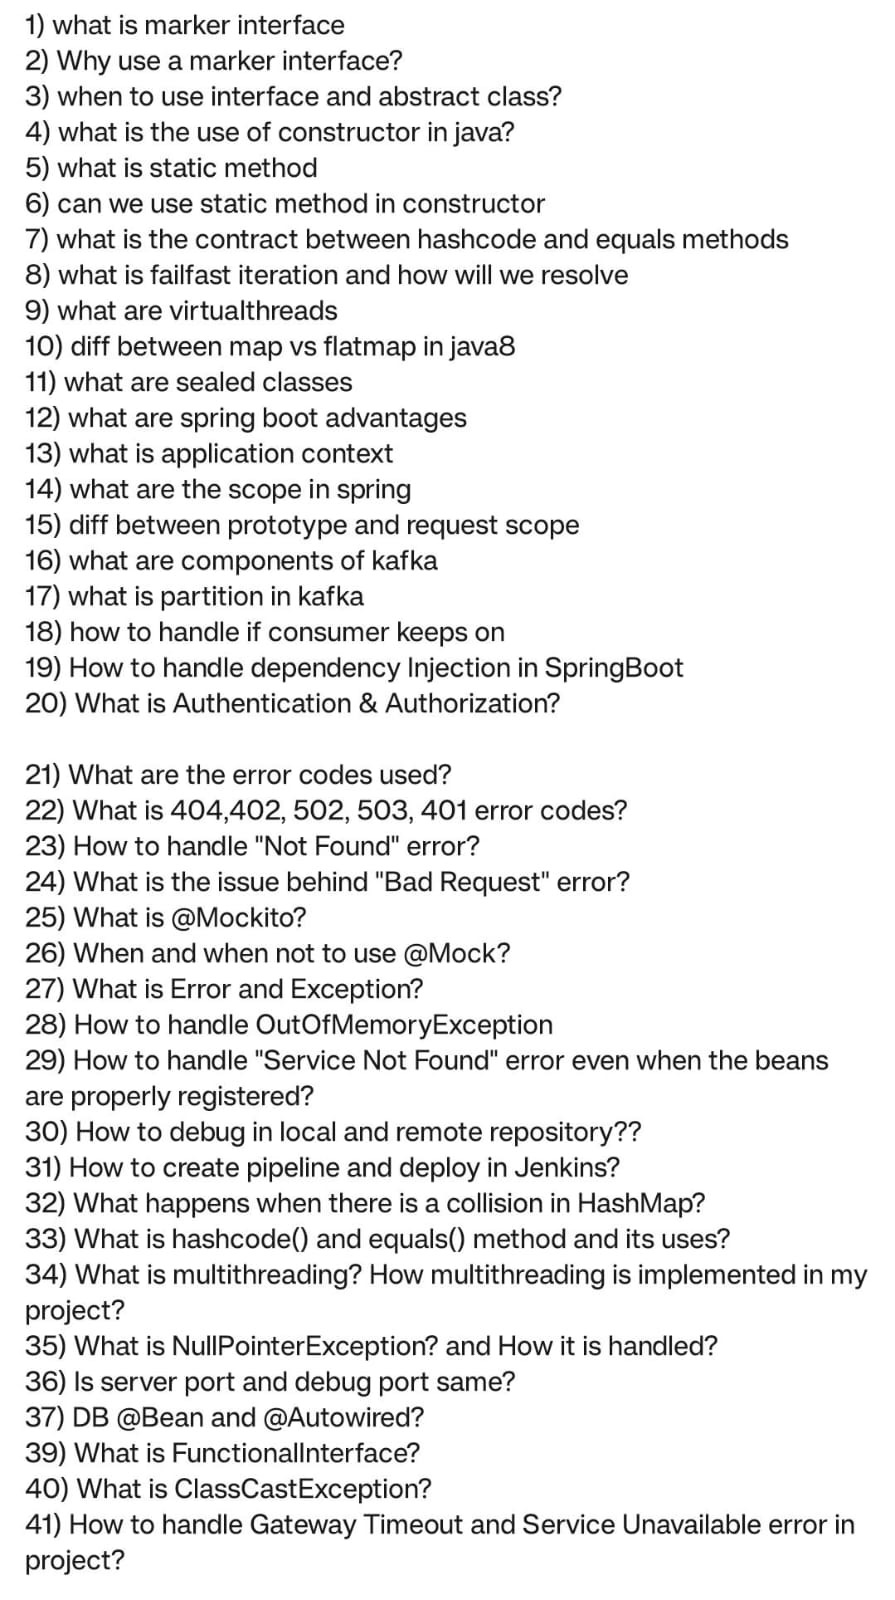 1) what is marker interface
2) Why use a marker interface?
3) when to use interface and abstract class?
4) what is the use of constructor in java?
5) what is static method
6) can we use static method in constructor
7) what is the contract between hashcode and equals methods
8) what is failfast iteration and how will we resolve
9) what are virtualthreads
10) diff between map vs flatmap in java8
11) what are sealed classes
12) what are spring boot advantages
13) what is application context
14) what are the scope in spring
15) diff between prototype and request scope
16) what are components of kafka
17) what is partition in kafka
18) how to handle if consumer keeps on
19) How to handle dependency Injection in SpringBoot
20) What is Authentication & Authorization?
21) What are the error codes used?
22) What is 404,402, 502, 503, 401 error codes?
23) How to handle "Not Found" error?
24) What is the issue behind "Bad Request" error?
25) What is @Mockito?
26) When and when not to use @Mock?
27) What is Error and Exception?
28) How to handle OutOfMemoryException
29) How to handle "Service Not Found" error even when the beans
are properly registered?
30) How to debug in local and remote repository??
31) How to create pipeline and deploy in Jenkins?
32) What happens when there is a collision in HashMap?
33) What is hashcode() and equals() method and its uses?
34) What is multithreading? How multithreading is implemented in my
project?
35) What is NullPointerException? and How it is handled?
36) Is server port and debug port same?
37) DB @Bean and @Autowired?
39) What is FunctionalInterface?
40) What is ClassCastException?
41) How to handle Gateway Timeout and Service Unavailable error in
project?